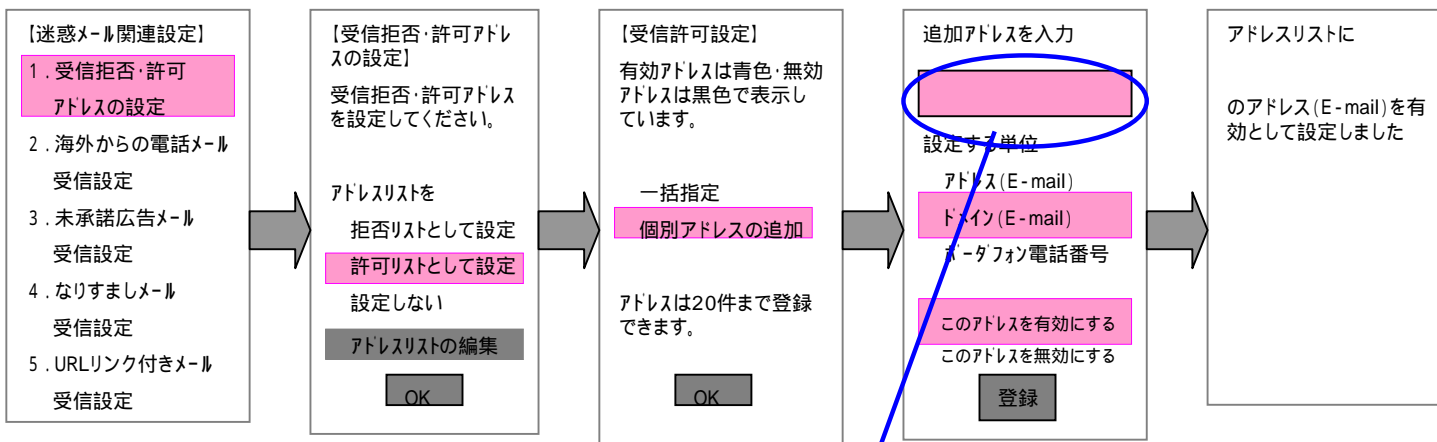 【迷惑メール関連設定】
1．受信拒否・許可
アドレスの設定
2．海外からの電話メール
受信設定
3．未承諾広告メール
受信設定
4．なりすましメール
受信設定
5．URLリンク付きメール
受信設定
【受信拒否・許可アドレ
スの設定】
受信拒否・許可アドレス
を設定してください。
アドレスリストを
拒否リストとして設定
許可リストとして設定
設定しない
アドレスリストの編集
OK
【受信許可設定】
有効アドレスは青色・無効
アドレスは黒色で表示し
ています。
一括指定
個別アドレスの追加
アドレスは20件まで登録
できます。
OK
追加アドレスを入力
設定する単位
アドレス(E-mail)
ドメイン(E-mail)
ボーダフォン電話番号
このアドレスを有効にする
このアドレスを無効にする
登録
アドレスリストに
のアドレス(E-mail)を有
効として設定しました